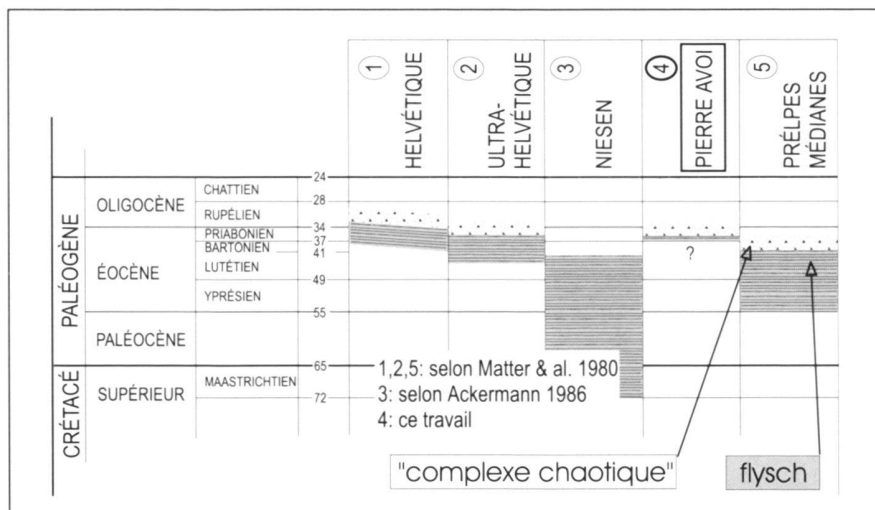 1
HELVÉTIQUE
2
ULTRA-
HELVÉTIQUE
3
NIESEN
4
PIERRE AVOI
5
PRÉLPES
MÉDIANES
PALÉOGÈNE
OLIGOCÈNE
ÉOCÈNE
PALÉOCÈNE
CRÉTACÉ
SUPÉRIEUR
CHATTIEN
RUPÉLIEN
PRIABONIEN
BARTONIEN
LUTÉTIEN
YPRÉSIEN
MAASTRICHTIEN
24
28
34
37
41
49
55
65
72
?
1,2,5: selon Matter & al. 1980
3: selon Ackermann 1986
4: ce travail
"complexe chaotique"
flysch